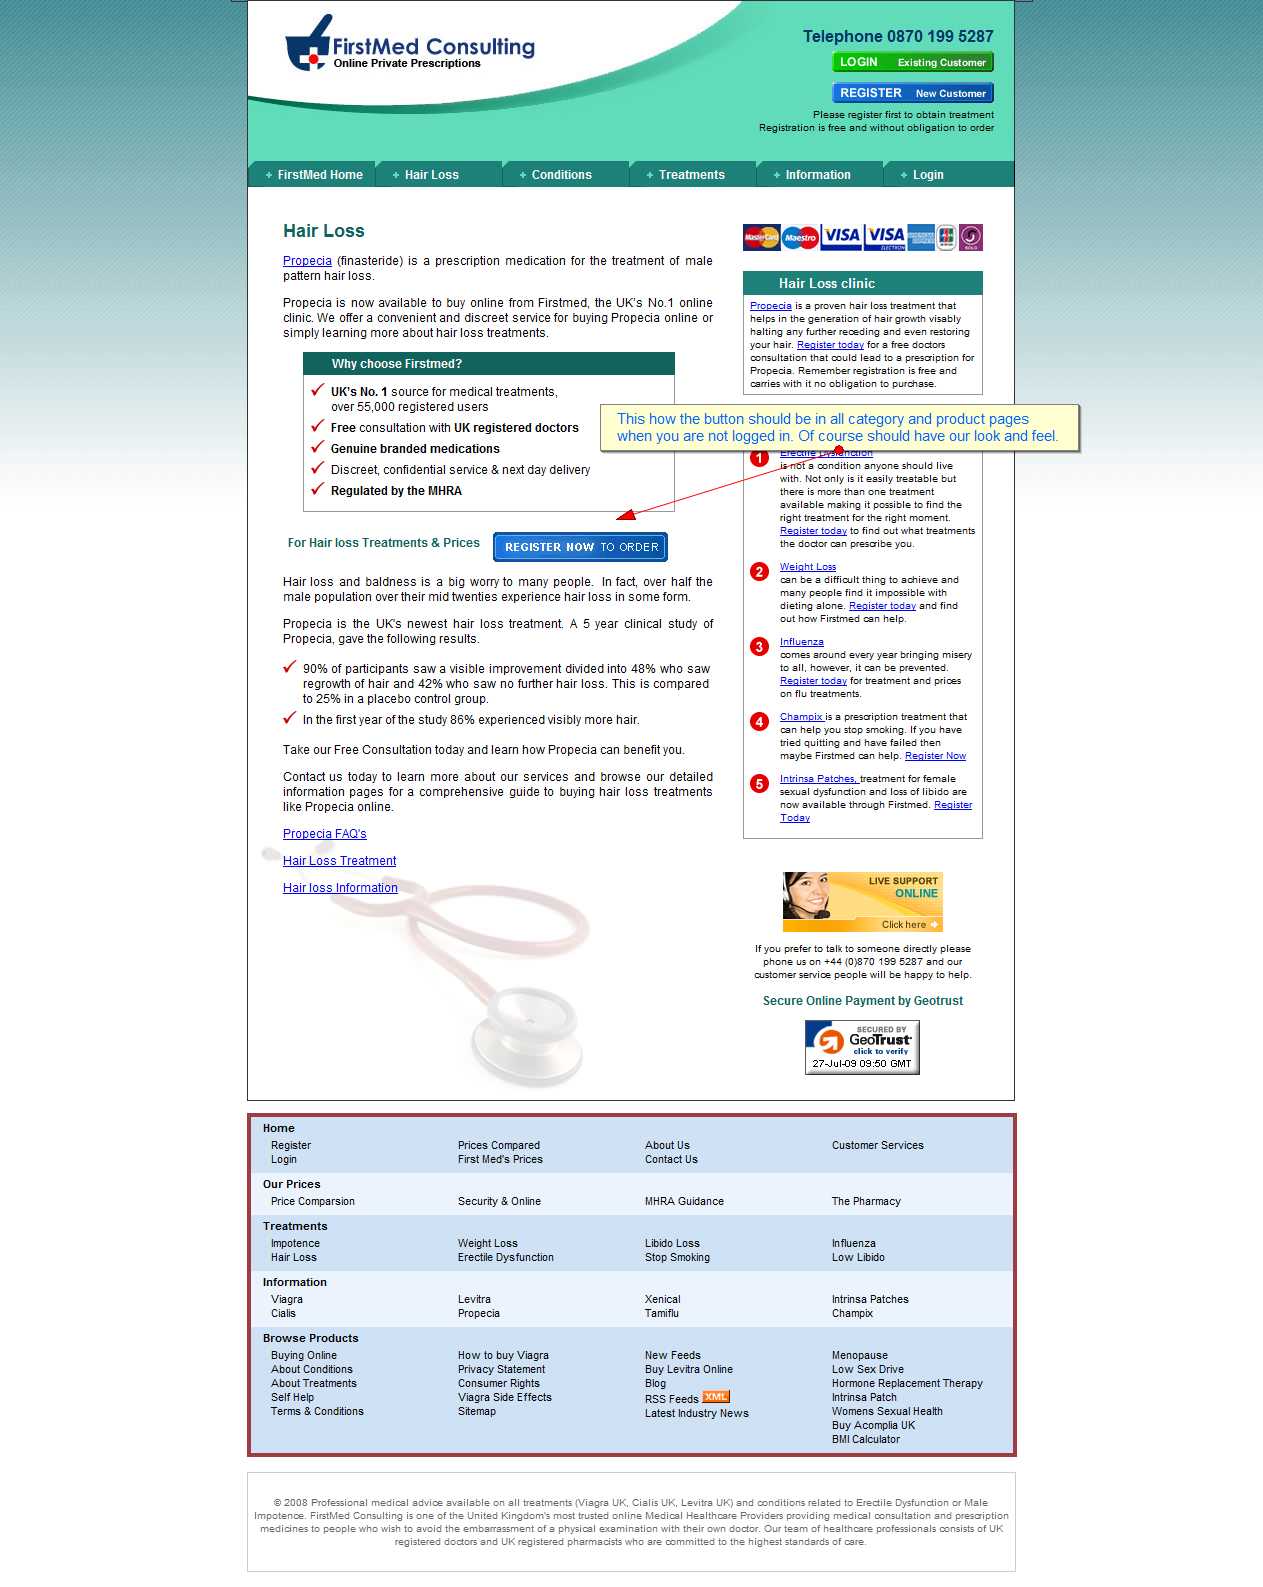 FirstMed Consulting
Online Private Prescriptions
Telephone 0870 199 5287
LOGIN Existing Customer
REGISTER New Customer
Please register first to obtain treatment
Registration is free and without obligation to order
FirstMed Home
Hair Loss
Conditions
Treatments
Information
Login
Hair Loss
Propecia (finasteride) is a prescription medication for the treatment of male
pattern hair loss.
Propecia is now available to buy online from Firstmed, the UK's No.1 online
clinic. We offer a convenient and discreet service for buying Propecia online or
simply learning more about hair loss treatments.
Why choose Firstmed?
UK's No. 1 source for medical treatments,
over 55,000 registered users
Free consultation with UK registered doctors
Genuine branded medications
Discreet, confidential service & next day delivery
Regulated by the MHRA
For Hair loss Treatments & Prices
REGISTER NOW TO ORDER
Hair loss and baldness is a big worry to many people. In fact, over half the
male population over their mid twenties experience hair loss in some form.
Propecia is the UK's newest hair loss treatment. A 5 year clinical study of
Propecia, gave the following results.
90% of participants saw a visible improvement divided into 48% who saw
regrowth of hair and 42% who saw no further hair loss. This is compared
to 25% in a placebo control group.
In the first year of the study 86% experienced visibly more hair.
Take our Free Consultation today and learn how Propecia can benefit you.
Contact us today to learn more about our services and browse our detailed
information pages for a comprehensive guide to buying hair loss treatments
like Propecia online.
Propecia FAQ's
Hair Loss Treatment
Hair loss Information
MasterCard Maestro VISA VISA ELECTRON JCB SOLO
Hair Loss clinic
Propecia is a proven hair loss treatment that
helps in the generation of hair growth visably
halting any further receding and even restoring
your hair. Register today for a free doctors
consultation that could lead to a prescription for
Propecia. Remember registration is free and
carries with it no obligation to purchase.
This how the button should be in all category and product pages
when you are not logged in. Of course should have our look and feel.
1 Erectile Dysfunction
is not a condition anyone should live
with. Not only is it easily treatable but
there is more than one treatment
available making it possible to find the
right treatment for the right moment.
Register today to find out what treatments
the doctor can prescribe you.
2 Weight Loss
can be a difficult thing to achieve and
many people find it impossible with
dieting alone. Register today and find
out how Firstmed can help.
3 Influenza
comes around every year bringing misery
to all, however, it can be prevented.
Register today for treatment and prices
on flu treatments.
4 Champix is a prescription treatment that
can help you stop smoking. If you have
tried quitting and have failed then
maybe Firstmed can help. Register Now
5 Intrinsa Patches, treatment for female
sexual dysfunction and loss of libido are
now available through Firstmed. Register
Today
LIVE SUPPORT
ONLINE
Click here
If you prefer to talk to someone directly please
phone us on +44 (0)870 199 5287 and our
customer service people will be happy to help.
Secure Online Payment by Geotrust
SECURED BY
GeoTrust
click to verify
27-Jul-09 09:50 GMT
Home
Register Prices Compared About Us Customer Services
Login First Med's Prices Contact Us
Our Prices
Price Comparsion Security & Online MHRA Guidance The Pharmacy
Treatments
Impotence Weight Loss Libido Loss Influenza
Hair Loss Erectile Dysfunction Stop Smoking Low Libido
Information
Viagra Levitra Xenical Intrinsa Patches
Cialis Propecia Tamiflu Champix
Browse Products
Buying Online How to buy Viagra New Feeds Menopause
About Conditions Privacy Statement Buy Levitra Online Low Sex Drive
About Treatments Consumer Rights Blog Hormone Replacement Therapy
Self Help Viagra Side Effects RSS Feeds XML Intrinsa Patch
Terms & Conditions Sitemap Latest Industry News Womens Sexual Health
Buy Acomplia UK
BMI Calculator
© 2008 Professional medical advice available on all treatments (Viagra UK, Cialis UK, Levitra UK) and conditions related to Erectile Dysfunction or Male
Impotence. FirstMed Consulting is one of the United Kingdom's most trusted online Medical Healthcare Providers providing medical consultation and prescription
medicines to people who wish to avoid the embarrassment of a physical examination with their own doctor. Our team of healthcare professionals consists of UK
registered doctors and UK registered pharmacists who are committed to the highest standards of care.